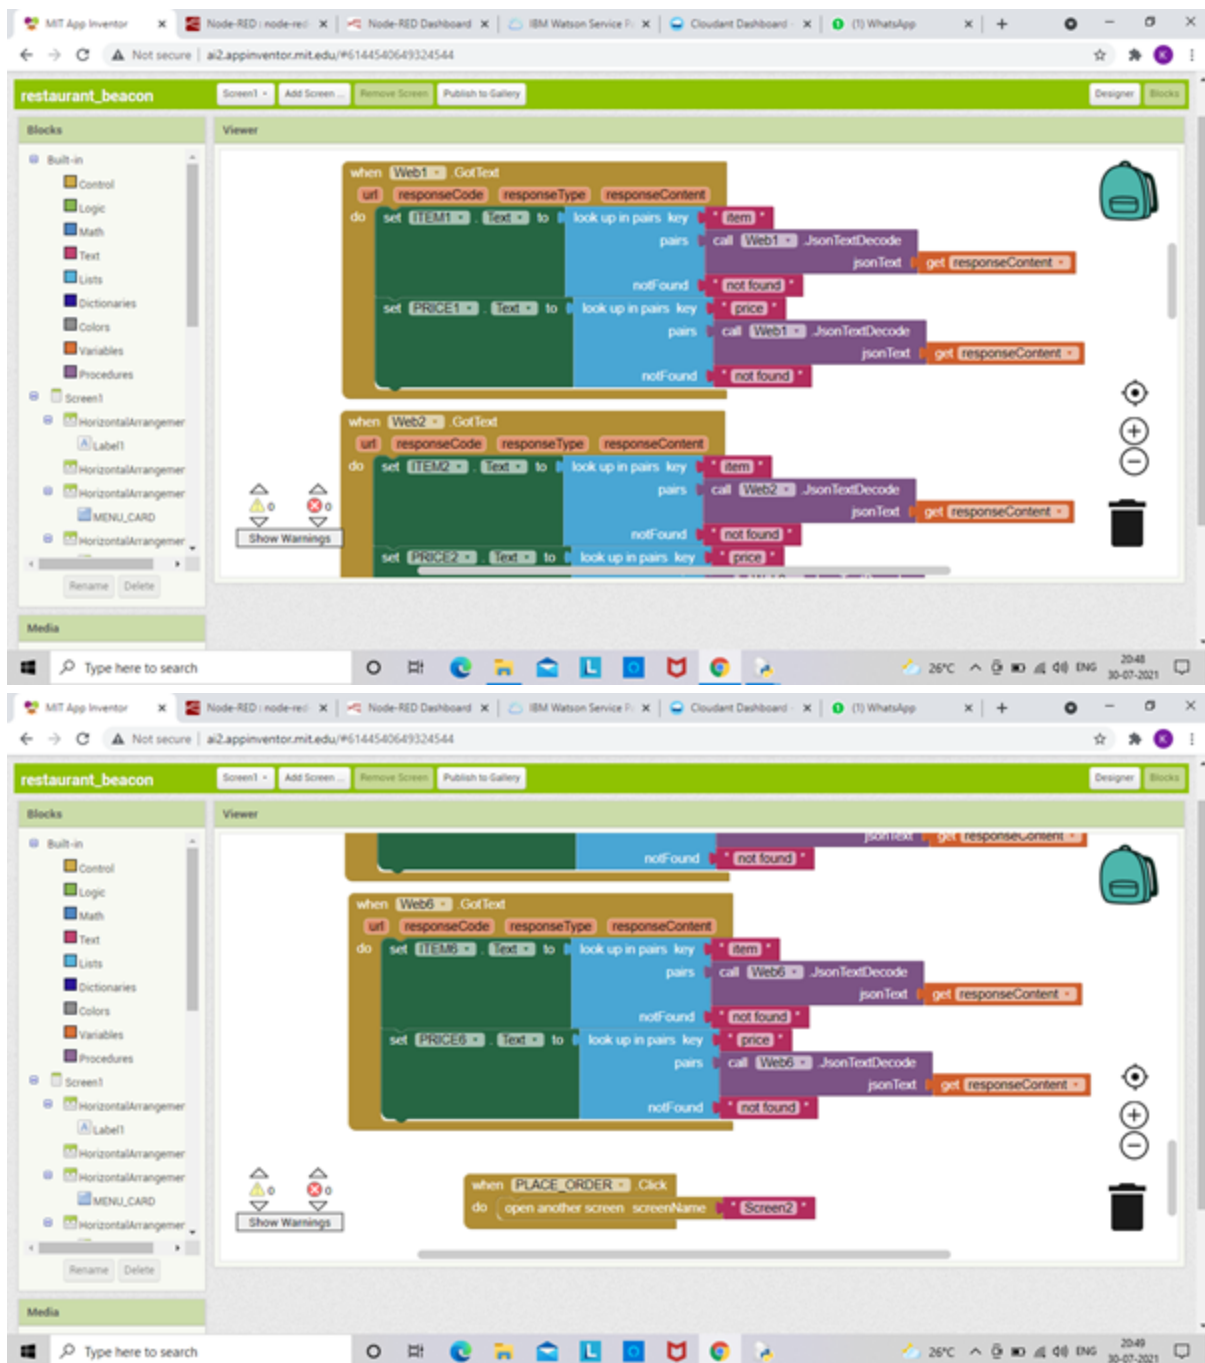 MIT App Inventor Node-RED : node-red Node-RED Dashboard IBM Watson Service P Cloudant Dashboard - (1) WhatsApp
Not secure | ai2.appinventor.mit.edu/#6144540649324544
restaurant_beacon Screen1 Add Screen ... Remove Screen Publish to Gallery Designer Blocks
Blocks Viewer
Built-in
Control
Logic
Math
Text
Lists
Dictionaries
Colors
Variables
Procedures
Screen1
HorizontalArrangemer
Label1
HorizontalArrangemer
HorizontalArrangemer
MENU_CARD
HorizontalArrangemer
Rename Delete
Media
when Web1 .GotText
url responseCode responseType responseContent
do set ITEM1 . Text to look up in pairs key " item "
pairs call Web1 .JsonTextDecode
jsonText get responseContent
notFound " not found "
set PRICE1 . Text to look up in pairs key " price "
pairs call Web1 .JsonTextDecode
jsonText get responseContent
notFound " not found "
when Web2 .GotText
url responseCode responseType responseContent
do set ITEM2 . Text to look up in pairs key " item "
pairs call Web2 .JsonTextDecode
jsonText get responseContent
notFound " not found "
set PRICE2 . Text to look up in pairs key " price "
0 0
Show Warnings
Type here to search 26°C ENG 20:48
30-07-2021
MIT App Inventor Node-RED : node-red Node-RED Dashboard IBM Watson Service P Cloudant Dashboard - (1) WhatsApp
Not secure | ai2.appinventor.mit.edu/#6144540649324544
restaurant_beacon Screen1 Add Screen ... Remove Screen Publish to Gallery Designer Blocks
Blocks Viewer
Built-in
Control
Logic
Math
Text
Lists
Dictionaries
Colors
Variables
Procedures
Screen1
HorizontalArrangemer
Label1
HorizontalArrangemer
HorizontalArrangemer
MENU_CARD
HorizontalArrangemer
Rename Delete
Media
jsonText get responseContent
notFound " not found "
when Web6 .GotText
url responseCode responseType responseContent
do set ITEM6 . Text to look up in pairs key " item "
pairs call Web6 .JsonTextDecode
jsonText get responseContent
notFound " not found "
set PRICE6 . Text to look up in pairs key " price "
pairs call Web6 .JsonTextDecode
jsonText get responseContent
notFound " not found "
when PLACE_ORDER .Click
do open another screen screenName " Screen2 "
0 0
Show Warnings
Type here to search 26°C ENG 20:49
30-07-2021